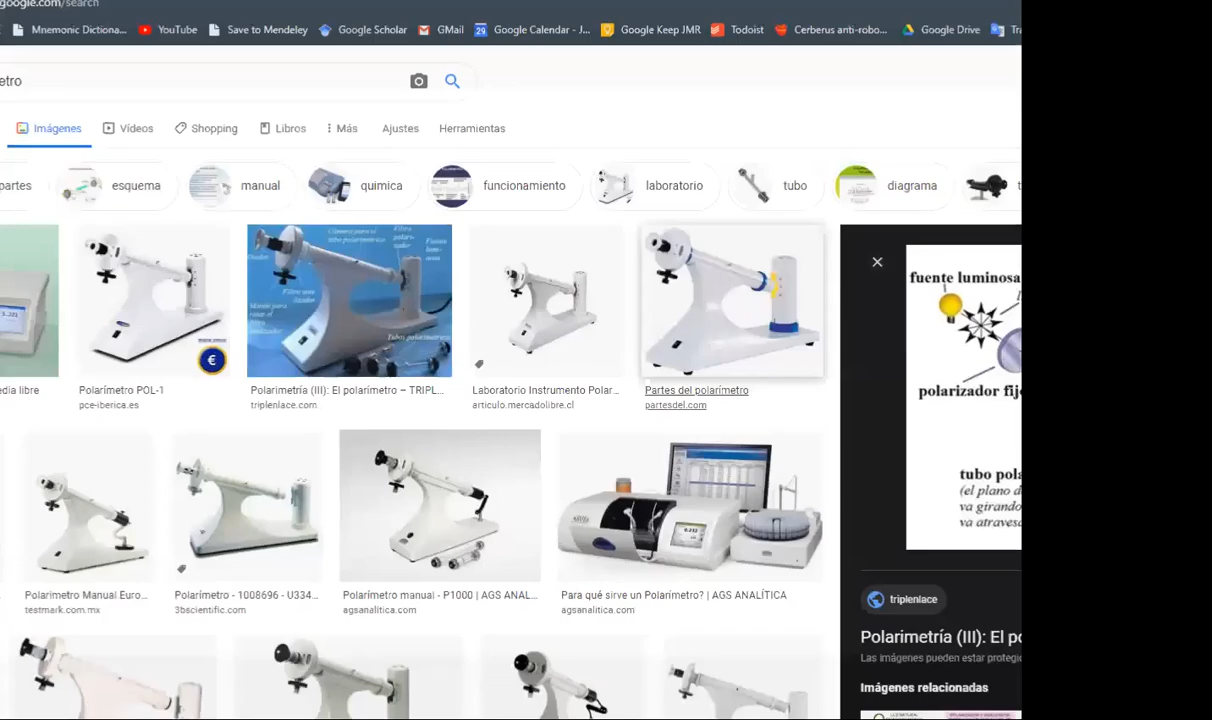 google.com/search
Mnemonic Dictiona... YouTube Save to Mendeley Google Scholar GMail Google Calendar - J... Google Keep JMR Todoist Cerberus anti-robo... Google Drive Tra
etro
Imágenes Vídeos Shopping Libros Más Ajustes Herramientas
partes esquema manual quimica funcionamiento laboratorio tubo diagrama t
edia libre
Polarímetro POL-1
pce-iberica.es
Polarimetría (III): El polarímetro – TRIPL...
triplenlace.com
Laboratorio Instrumento Polar...
articulo.mercadolibre.cl
Partes del polarímetro
partesdel.com
Polarimetro Manual Euro...
testmark.com.mx
Polarímetro - 1008696 - U334...
3bscientific.com
Polarímetro manual - P1000 | AGS ANAL...
agsanalitica.com
Para qué sirve un Polarímetro? | AGS ANALÍTICA
agsanalitica.com
fuente luminosa
polarizador fijo
tubo pola
(el plano d
va girando
va atravesa
triplenlace
Polarimetría (III): El po
Las imágenes pueden estar protegi
Imágenes relacionadas